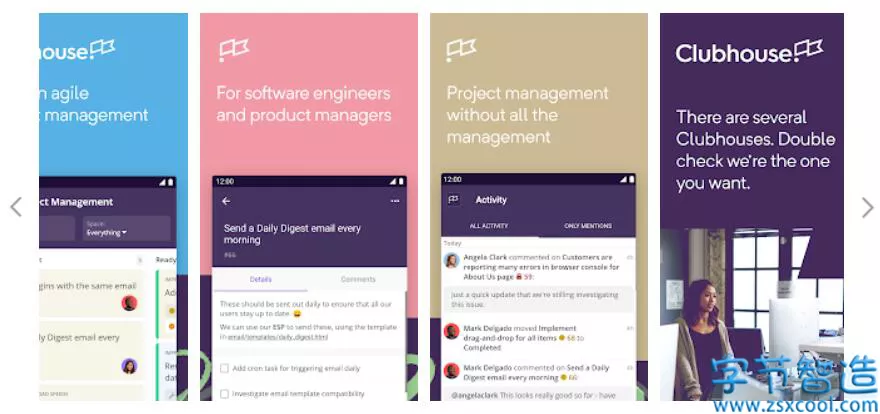 ouse!
n agile
t management
ct Management
Space:
Everything
t
3
Ready
gins with the same email
ly Digest email every
For software engineers
and product managers
12:00
Send a Daily Digest email every
morning
#65
Details
Comments
These should be sent out daily to ensure that all our
users stay up to date. 😀
We can use our ESP to send these, using the template
in email/templates/daily_digest.html
Add cron task for triggering email daily
Investigate email template compatibility
Project management
without all the
management
12:00
Activity
ALL ACTIVITY
ONLY MENTIONS
Today
Angela Clark commented on Customers are
reporting many errors in browser console for
About Us page 59:
Just a quick update that we're stilling investigating
this issue.
Mark Delgado moved Implement
drag-and-drop for all items 68 to
Completed
Mark Delgado commented on Send a Daily
Digest email every morning 66:
@angelaclark This looks really good so far - have
Clubhouse!
There are several
Clubhouses. Double
check we're the one
you want.
字节智造
www.zsxcool.com